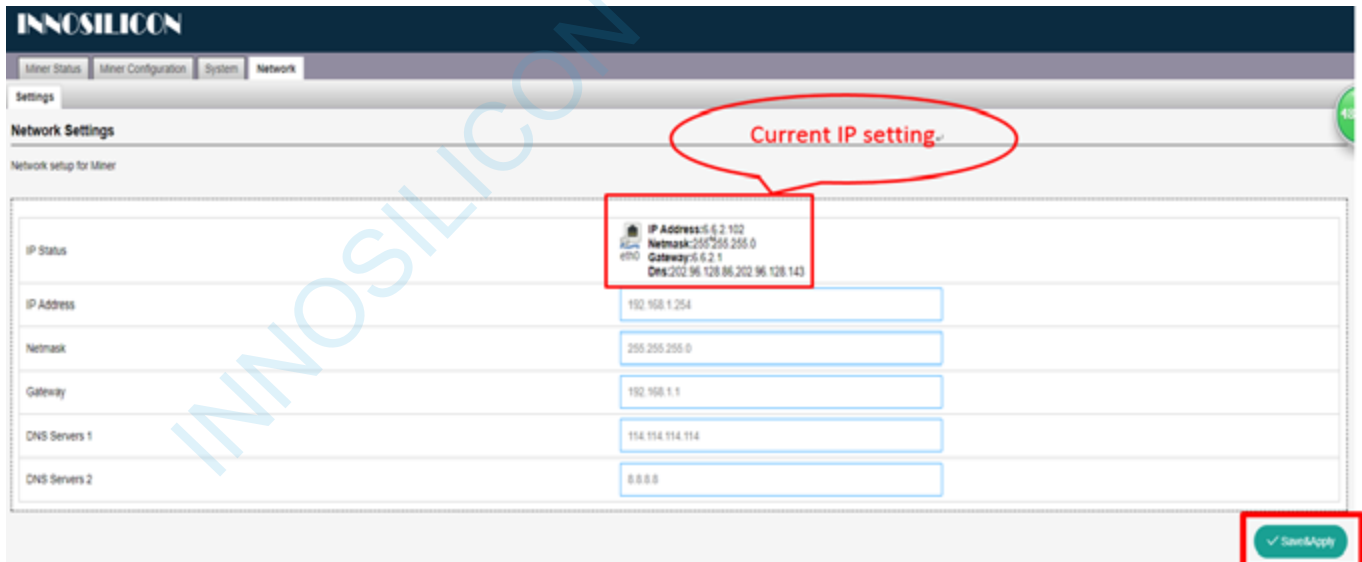 INNOSILICON
Miner Status Miner Configuration System Network
Settings
48
Network Settings
Current IP setting
Network setup for Miner
IP Status
IP Address:6.6.2.102
Netmask:255.255.255.0
eth0 Gateway:6.6.2.1
Dns:202.96.128.86,202.96.128.143
IP Address 192.168.1.254
Netmask 255.255.255.0
Gateway 192.168.1.1
DNS Servers 1 114.114.114.114
DNS Servers 2 8.8.8.8
Save&Apply
INNOSILICON